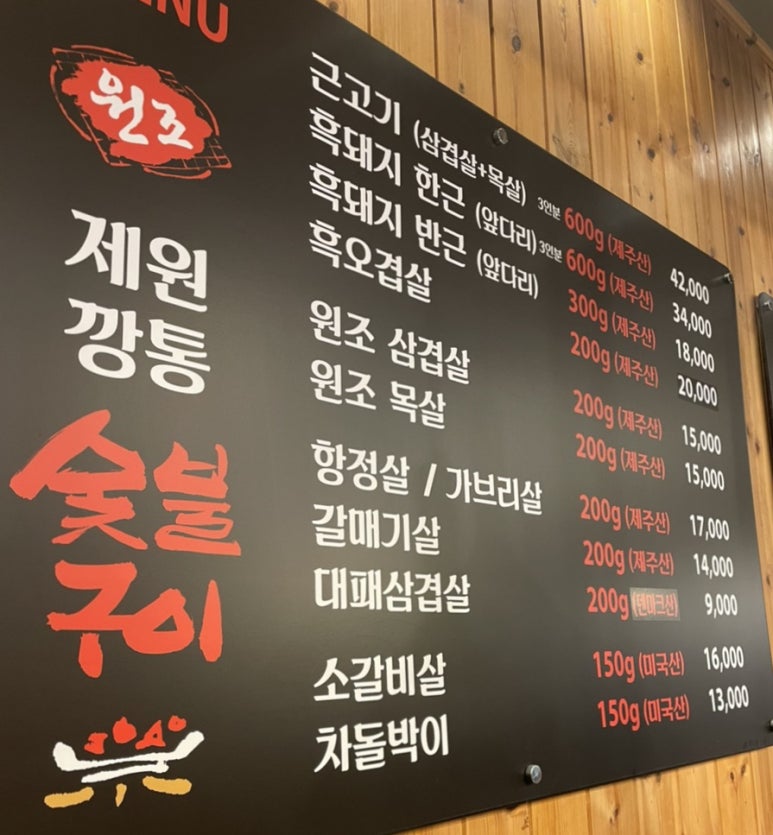 MENU
원조
제원
깡통
숯불
구이
근고기 (삼겹살+목살) 3인분 600g (제주산) 42,000
흑돼지 한근 (앞다리) 3인분 600g (제주산) 34,000
흑돼지 반근 (앞다리) 300g (제주산) 18,000
흑오겹살 200g (제주산) 20,000
원조 삼겹살 200g (제주산) 15,000
원조 목살 200g (제주산) 15,000
항정살 / 가브리살 200g (제주산) 17,000
갈매기살 200g (제주산) 14,000
대패삼겹살 200g (덴마크산) 9,000
소갈비살 150g (미국산) 16,000
차돌박이 150g (미국산) 13,000